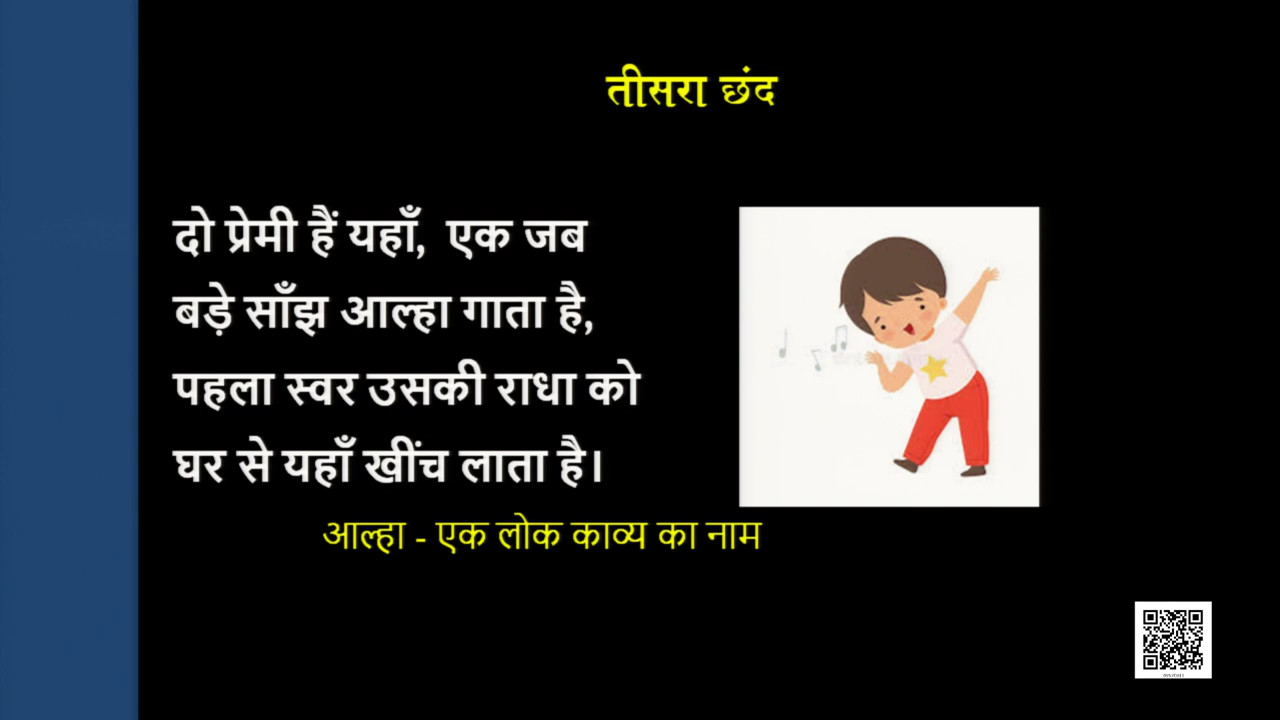 तीसरा छंद
दो प्रेमी हैं यहाँ, एक जब
बड़े साँझ आल्हा गाता है,
पहला स्वर उसकी राधा को
घर से यहाँ खींच लाता है।
आल्हा - एक लोक काव्य का नाम